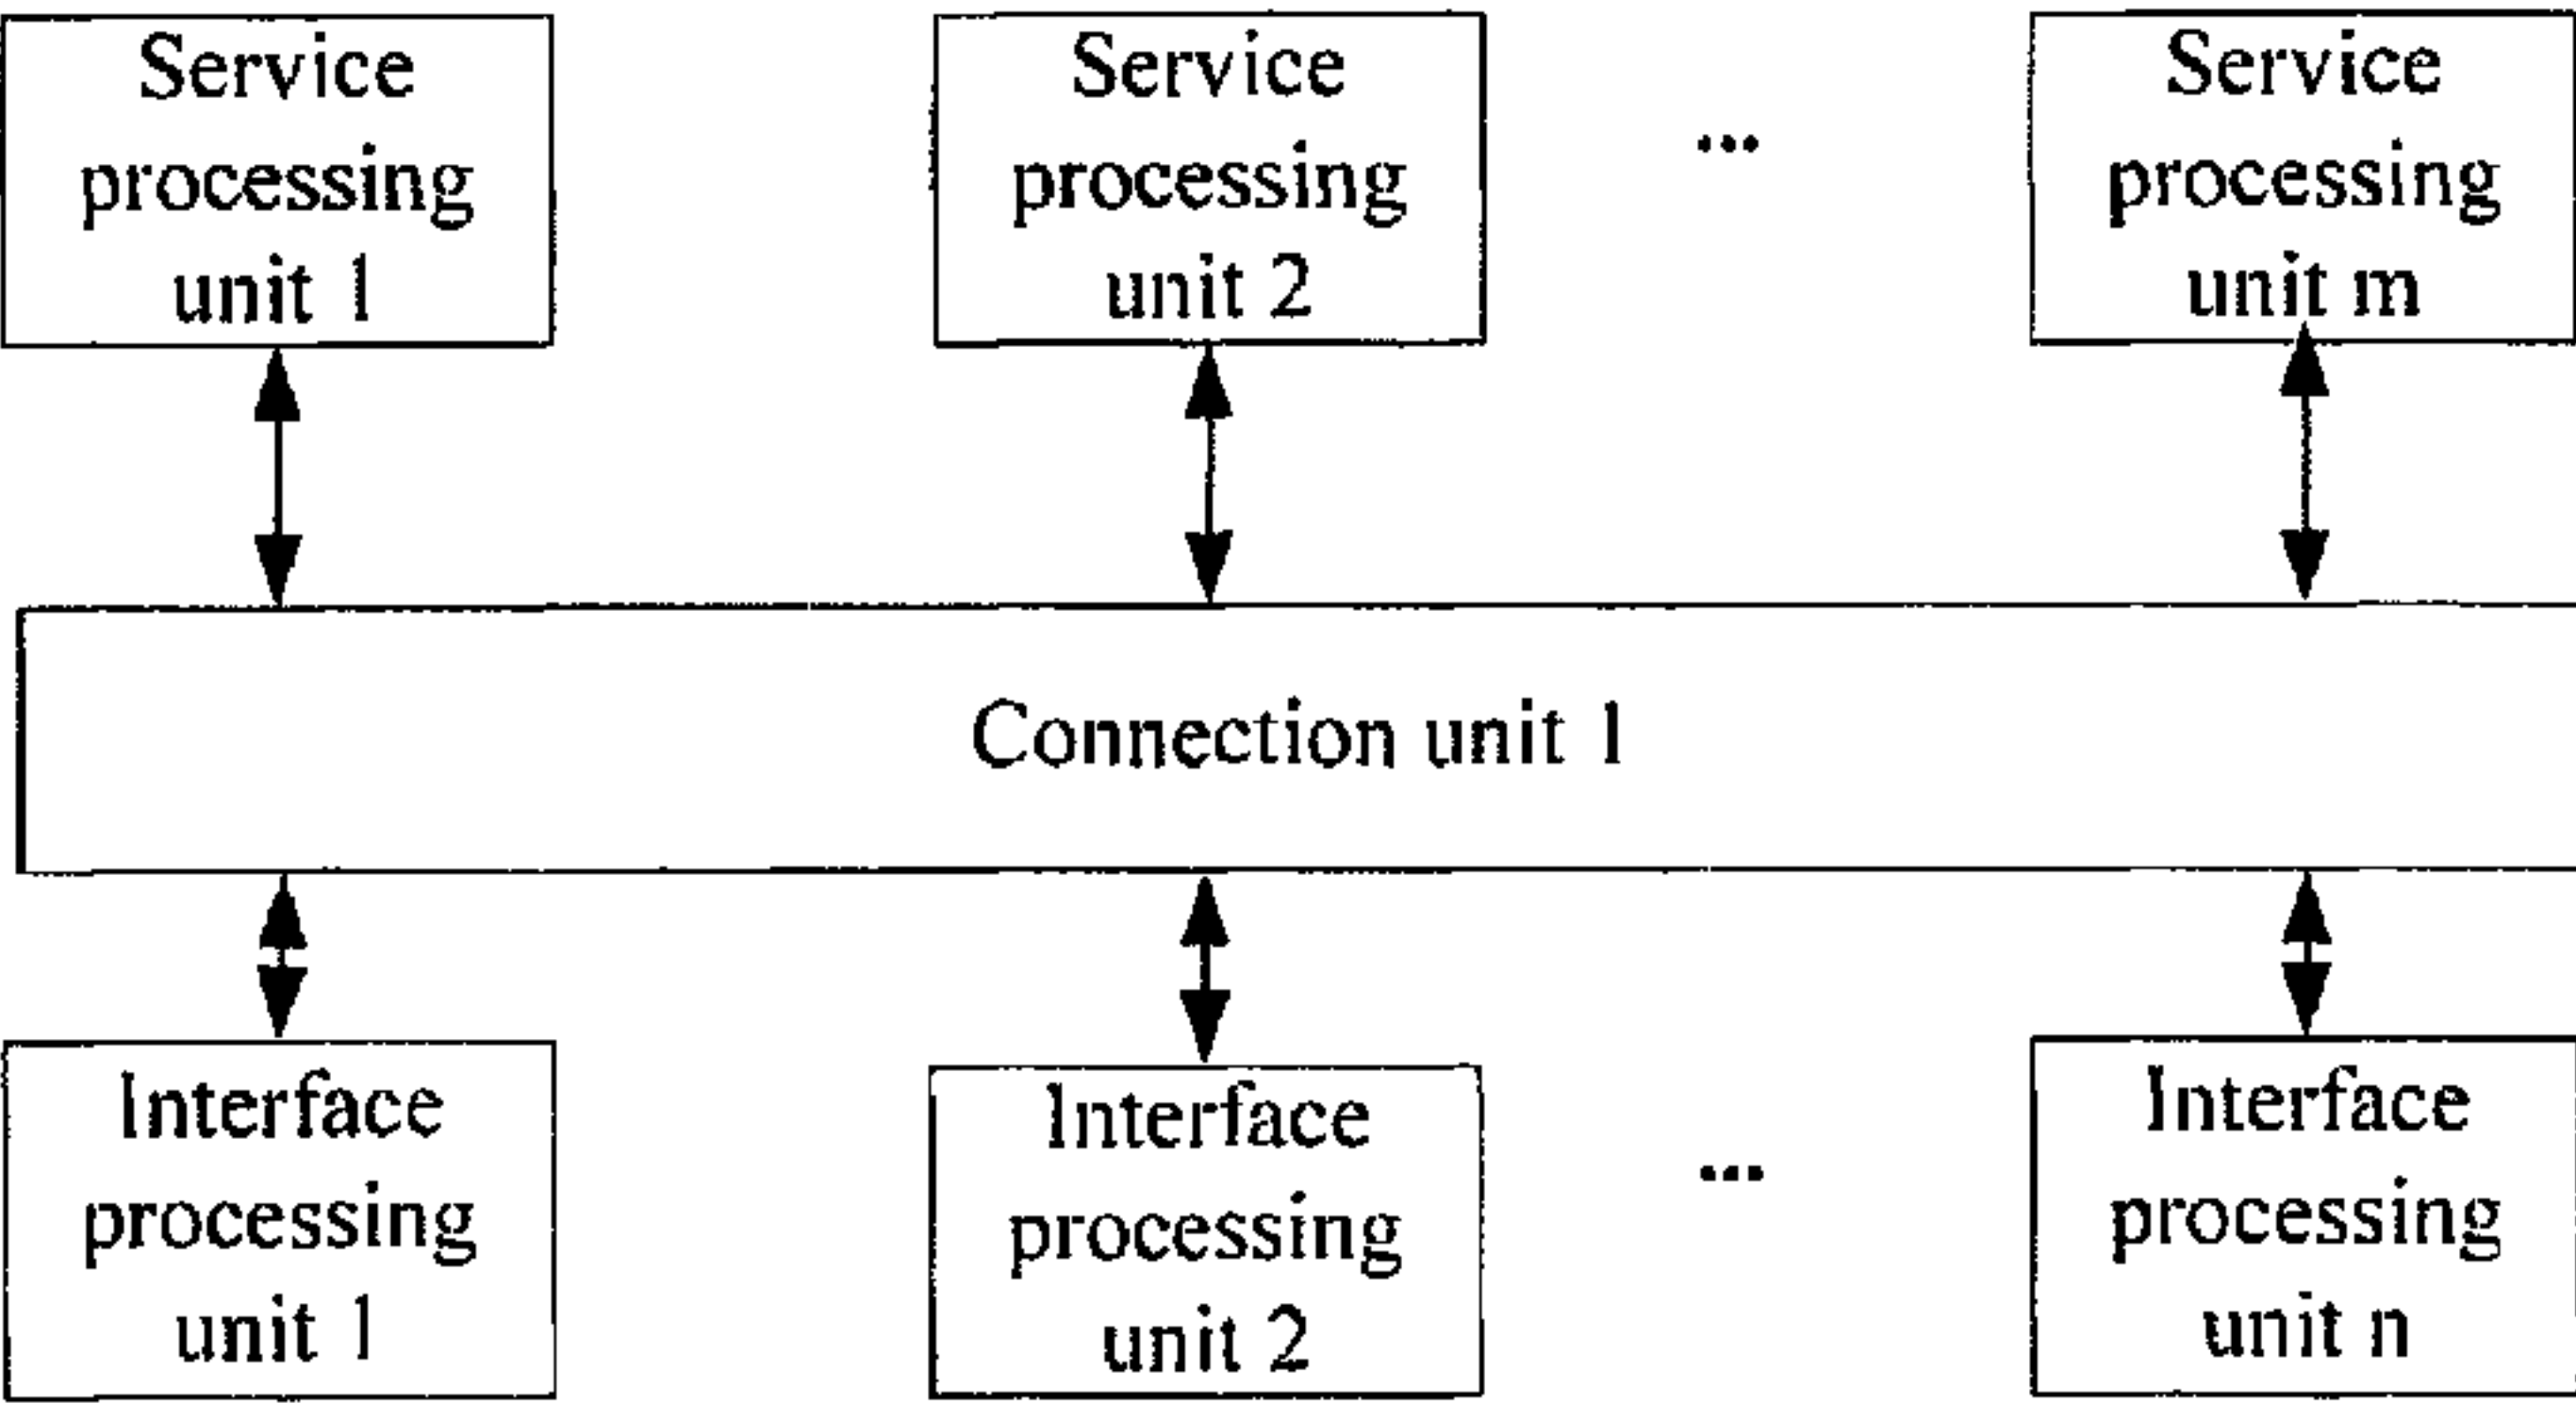 Service
processing
unit 1
Service
processing
unit 2
...
Service
processing
unit m
Connection unit 1
Interface
processing
unit 1
Interface
processing
unit 2
...
Interface
processing
unit n